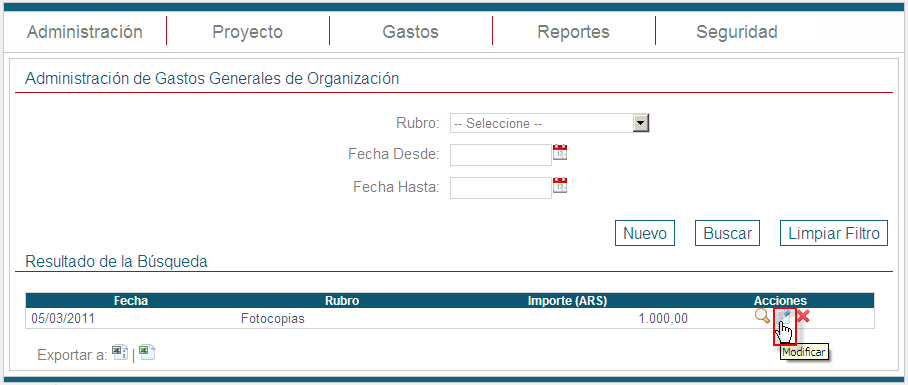 Administración Proyecto Gastos Reportes Seguridad
Administración de Gastos Generales de Organización
Rubro: -- Seleccione --
Fecha Desde:
Fecha Hasta:
Nuevo Buscar Limpiar Filtro
Resultado de la Búsqueda
Fecha Rubro Importe (ARS) Acciones
05/03/2011 Fotocopias 1.000,00
Exportar a: |
Modificar